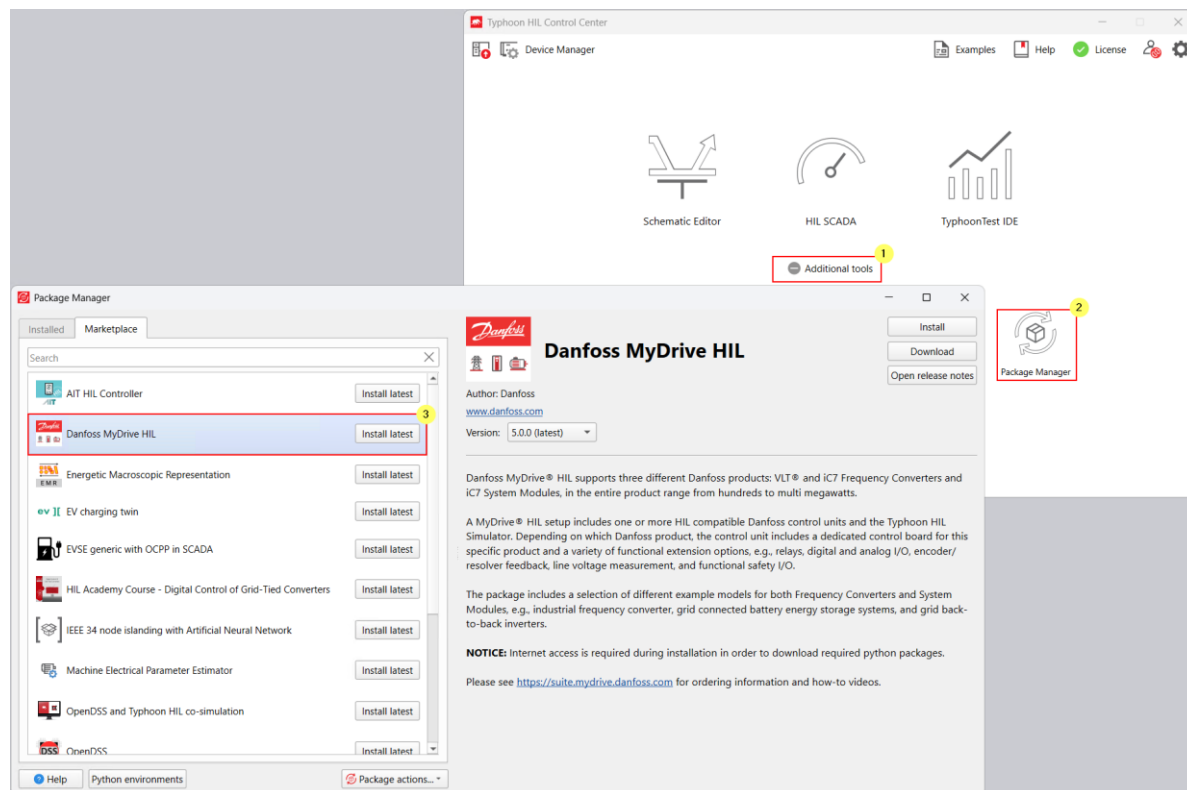 Typhoon HIL Control Center
Device Manager
Examples
Help
License
Schematic Editor
HIL SCADA
TyphoonTest IDE
1
Additional tools
2
Package Manager
Package Manager
Installed
Marketplace
Search
AIT
AIT HIL Controller
Install latest
3
Danfoss
Danfoss MyDrive HIL
Install latest
EMR
Energetic Macroscopic Representation
Install latest
ev
EV charging twin
Install latest
EVSE generic with OCPP in SCADA
Install latest
HIL Academy Course - Digital Control of Grid-Tied Converters
Install latest
IEEE 34 node islanding with Artificial Neural Network
Install latest
Machine Electrical Parameter Estimator
Install latest
OpenDSS and Typhoon HIL co-simulation
Install latest
DSS
OpenDSS
Install latest
Help
Python environments
Package actions...
Danfoss
Danfoss MyDrive HIL
Install
Download
Open release notes
Author: Danfoss
www.danfoss.com
Version:
5.0.0 (latest)
Danfoss MyDrive® HIL supports three different Danfoss products: VLT® and iC7 Frequency Converters and
iC7 System Modules, in the entire product range from hundreds to multi megawatts.
A MyDrive® HIL setup includes one or more HIL compatible Danfoss control units and the Typhoon HIL
Simulator. Depending on which Danfoss product, the control unit includes a dedicated control board for this
specific product and a variety of functional extension options, e.g., relays, digital and analog I/O, encoder/
resolver feedback, line voltage measurement, and functional safety I/O.
The package includes a selection of different example models for both Frequency Converters and System
Modules, e.g., industrial frequency converter, grid connected battery energy storage systems, and grid back-
to-back inverters.
NOTICE: Internet access is required during installation in order to download required python packages.
Please see https://suite.mydrive.danfoss.com for ordering information and how-to videos.